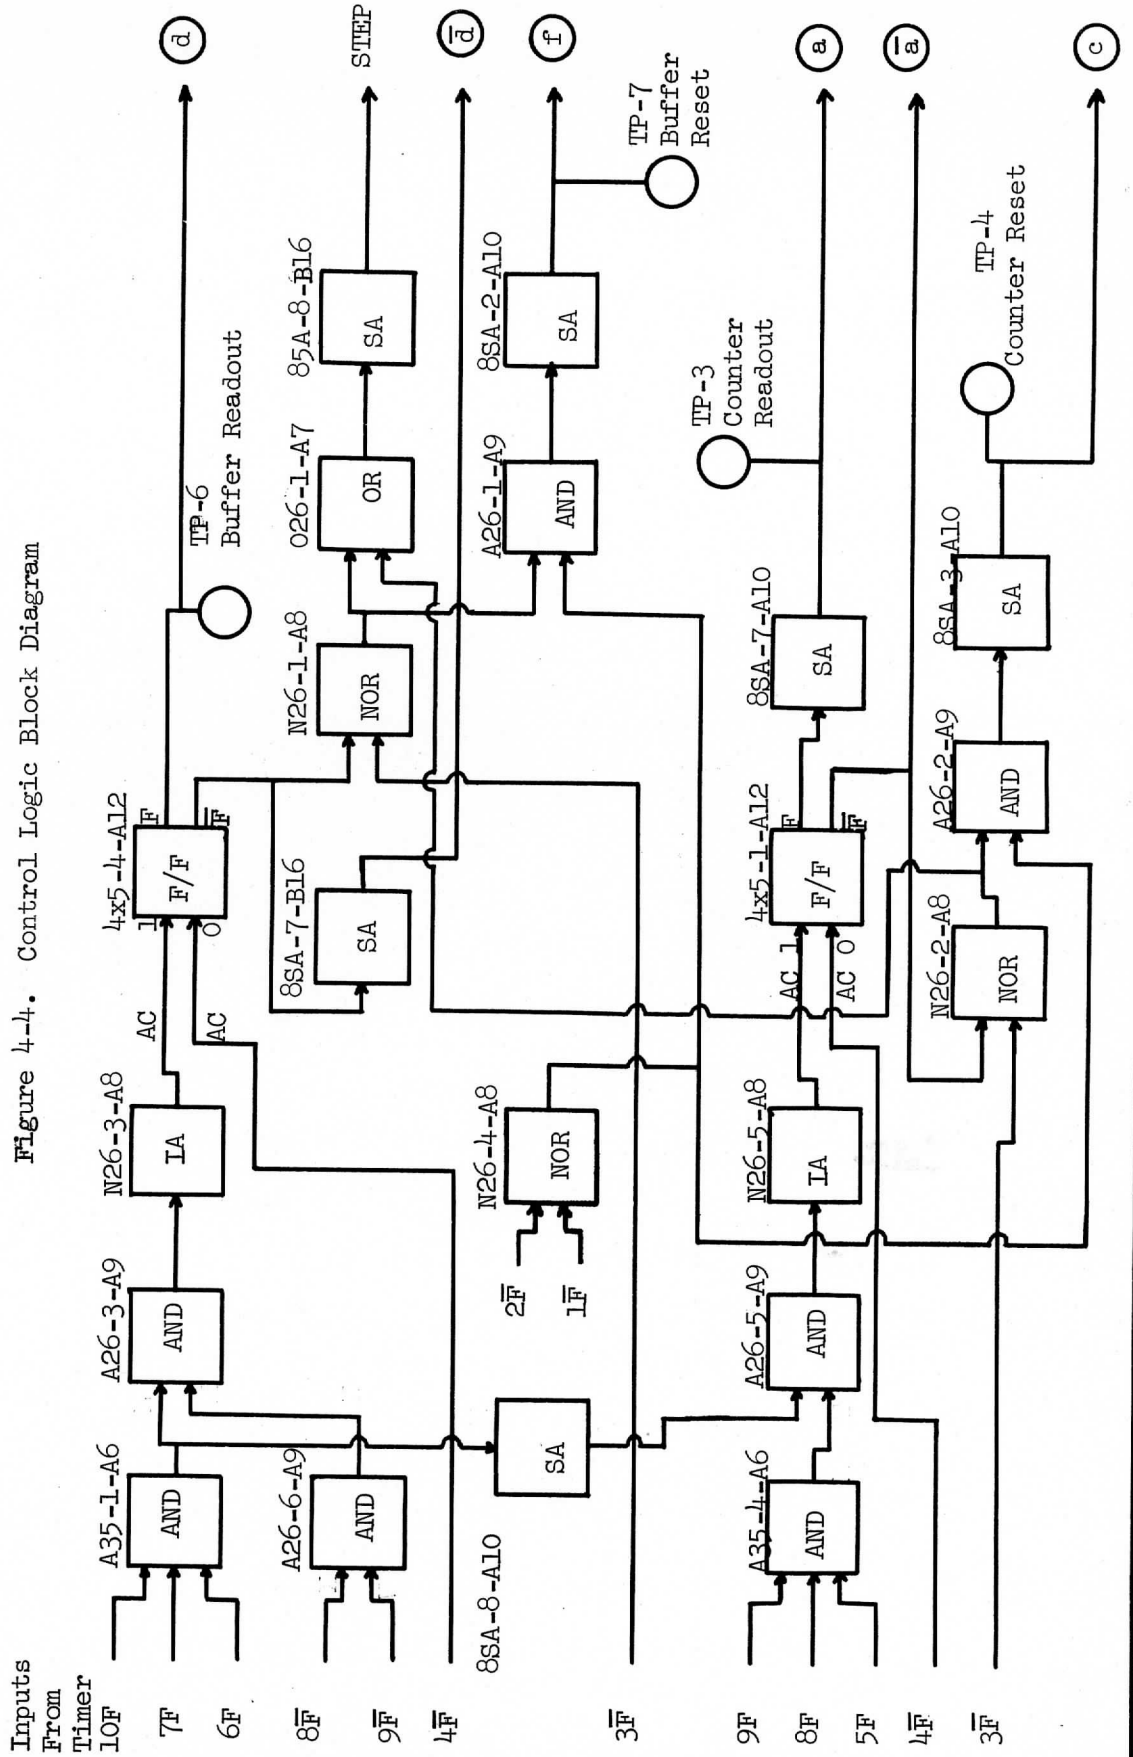 Figure 4-4. Control Logic Block Diagram
Inputs
From
Timer
10F
7F
6F
8F̅
9F̅
4F̅
3F̅
9F
8F
5F
4F̅
3F̅
A35-1-A6
AND
A26-3-A9
AND
N26-3-A8
IA
AC
AC
4x5-4-A12
1
0
F/F
F
F̅
TP-6
Buffer Readout
d
A26-6-A9
AND
8SA-7-B16
SA
N26-1-A8
NOR
026-1-A7
OR
85A-8-B16
SA
STEP
d̅
8SA-8-A10
SA
2F̅
1F̅
N26-4-A8
NOR
A26-1-A9
AND
8SA-2-A10
SA
TP-7
Buffer
Reset
f
A35-4-A6
AND
A26-5-A9
AND
N26-5-A8
IA
AC 1
AC 0
4x5-1-A12
F/F
F
F̅
8SA-7-A10
SA
TP-3
Counter
Readout
a
a̅
N26-2-A8
NOR
A26-2-A9
AND
8SA-3-A10
SA
TP-4
Counter Reset
c